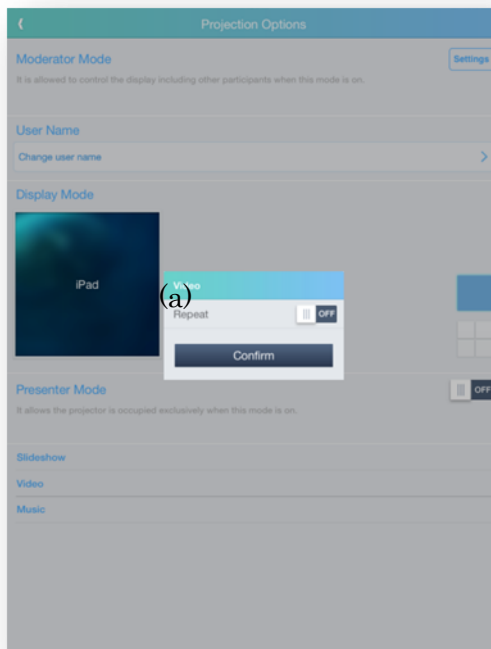 Projection Options
Moderator Mode
Settings
It is allowed to control the display including other participants when this mode is on.
User Name
Change user name
Display Mode
iPad
Video
(a)
Repeat
OFF
Confirm
Presenter Mode
OFF
It allows the projector is occupied exclusively when this mode is on.
Slideshow
Video
Music